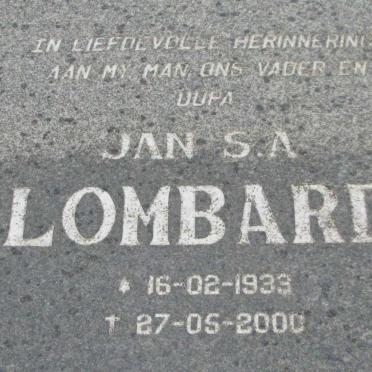 IN LIEFDEVOLLE HERINNERING
AAN MY MAN, ONS VADER EN
OUPA
JAN S.A.
LOMBARD
* 16-02-1933
† 27-05-2000